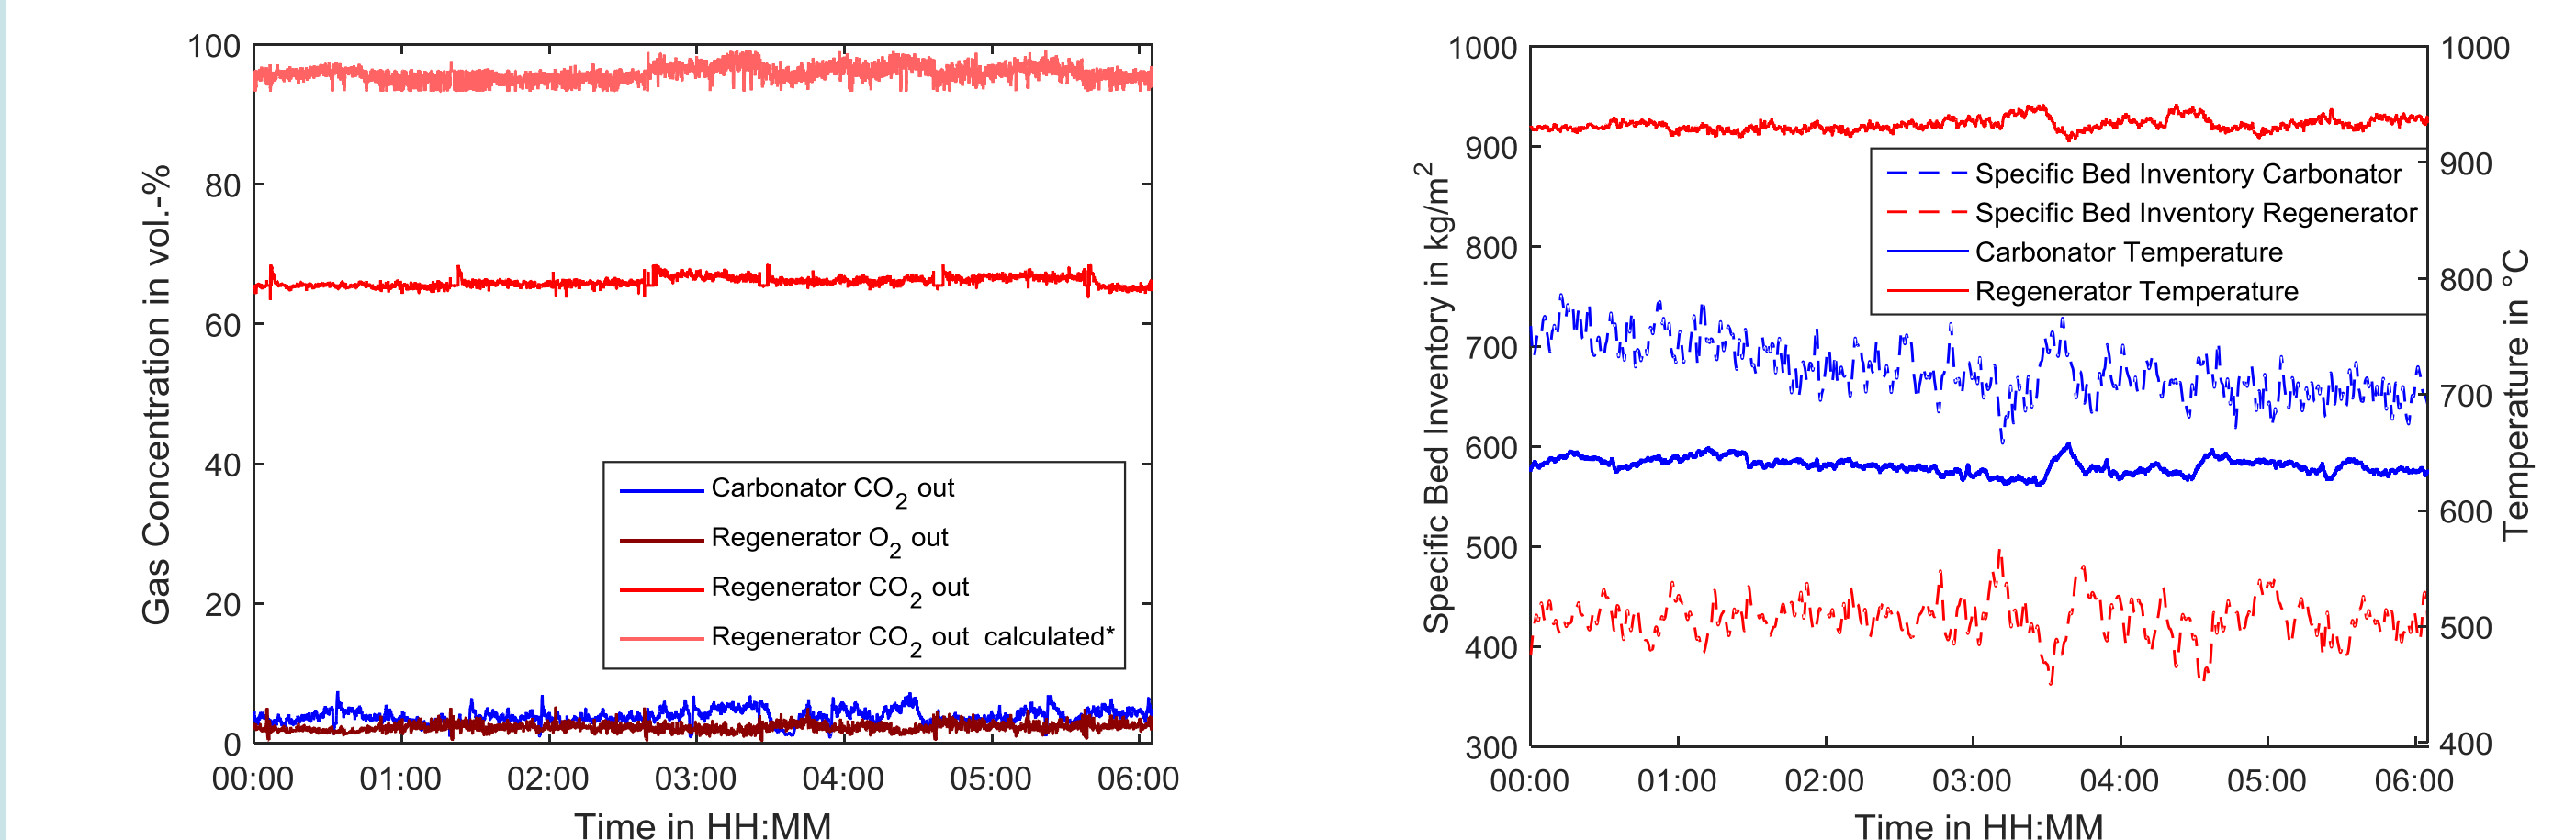 Gas Concentration in vol.-%
100
80
60
40
20
0
Carbonator CO2 out
Regenerator O2 out
Regenerator CO2 out
Regenerator CO2 out calculated*
00:00 01:00 02:00 03:00 04:00 05:00 06:00
Time in HH:MM
Specific Bed Inventory in kg/m2
1000
900
800
700
600
500
400
300
Specific Bed Inventory Carbonator
Specific Bed Inventory Regenerator
Carbonator Temperature
Regenerator Temperature
1000
900
800
700
600
500
400
Temperature in °C
00:00 01:00 02:00 03:00 04:00 05:00 06:00
Time in HH:MM